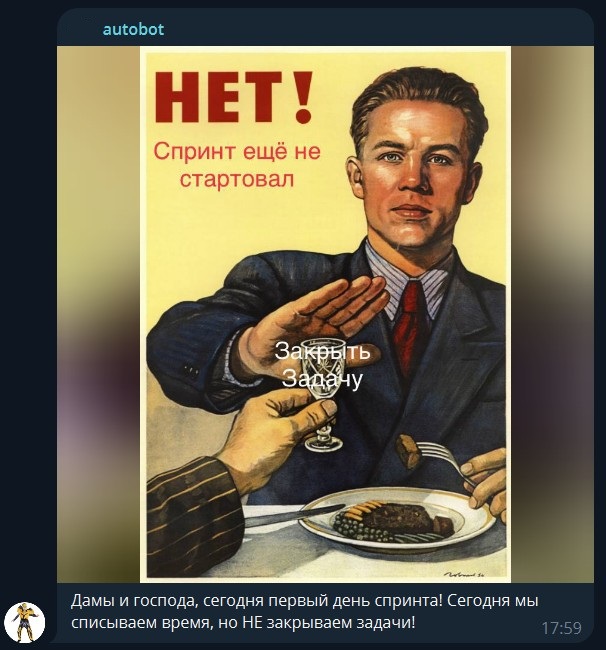 autobot
НЕТ!
Спринт ещё не
стартовал
Закрыть
Задачу
Дамы и господа, сегодня первый день спринта! Сегодня мы
списываем время, но НЕ закрываем задачи!
17:59